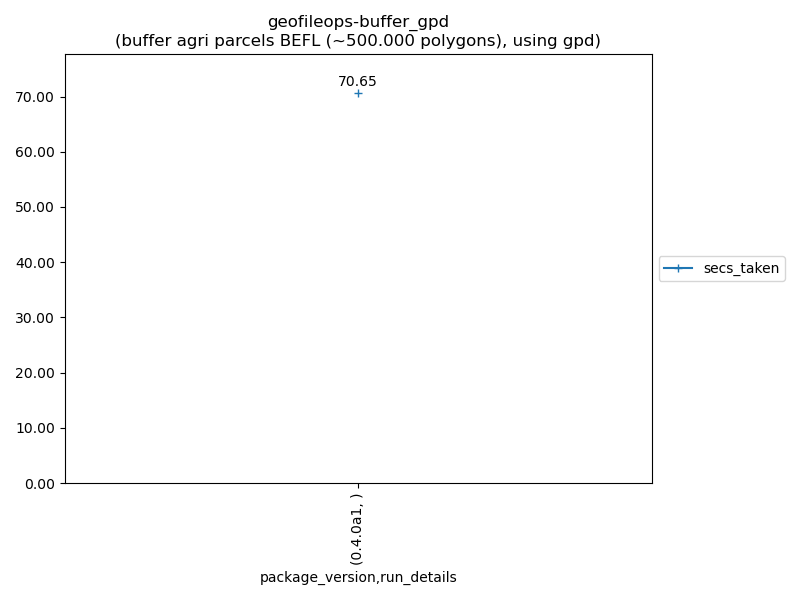 geofileops-buffer_gpd
(buffer agri parcels BEFL (~500.000 polygons), using gpd)
70.65
70.00
60.00
50.00
40.00
30.00
20.00
10.00
0.00
secs_taken
(0.4.0a1, )
package_version,run_details